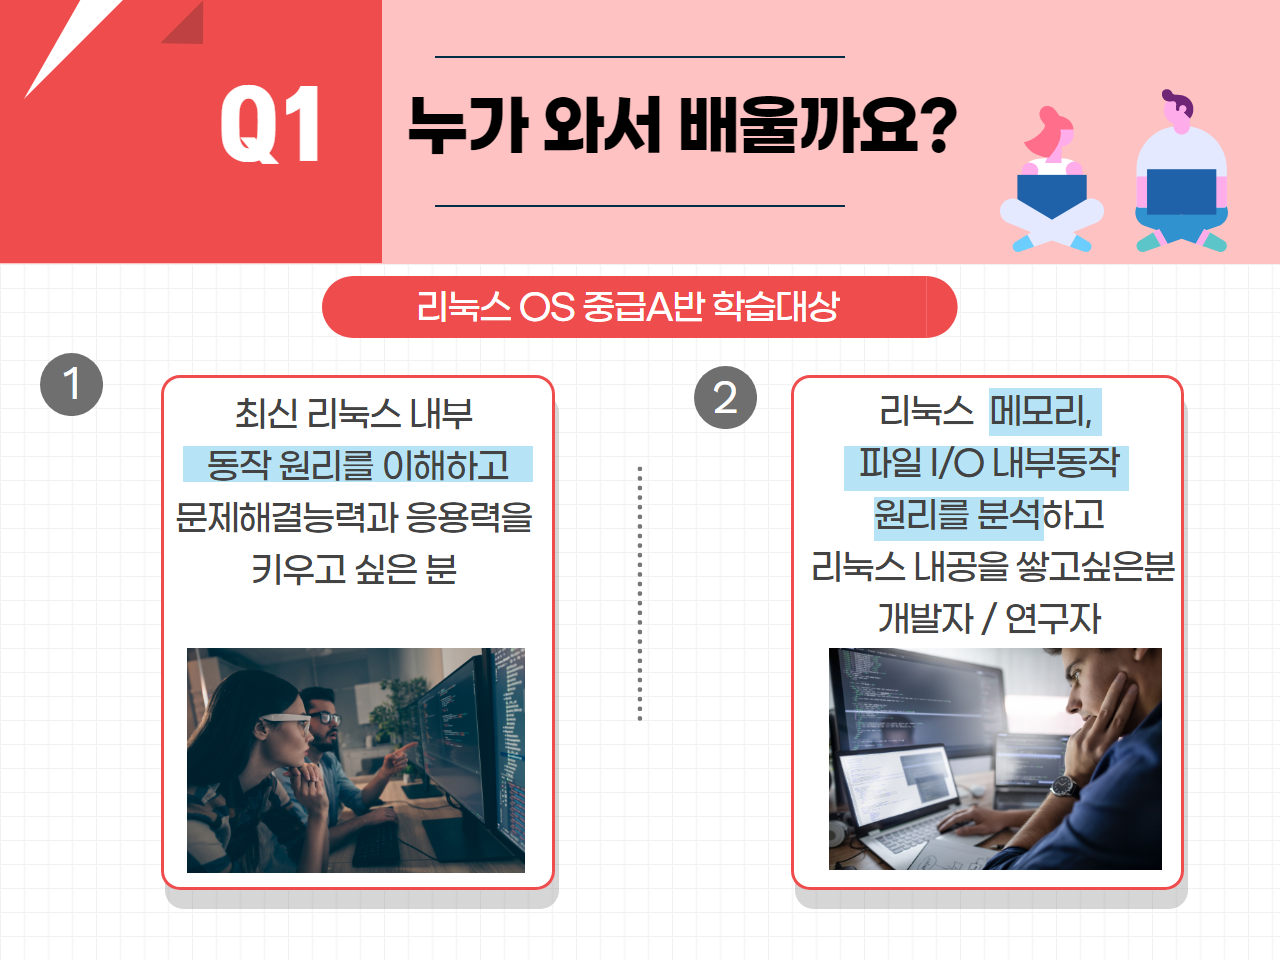 Q1
누가 와서 배울까요?
리눅스 OS 중급A반 학습대상
1
최신 리눅스 내부
동작 원리를 이해하고
문제해결능력과 응용력을
키우고 싶은 분
2
리눅스 메모리,
파일 I/O 내부동작
원리를 분석하고
리눅스 내공을 쌓고싶은분
개발자 / 연구자